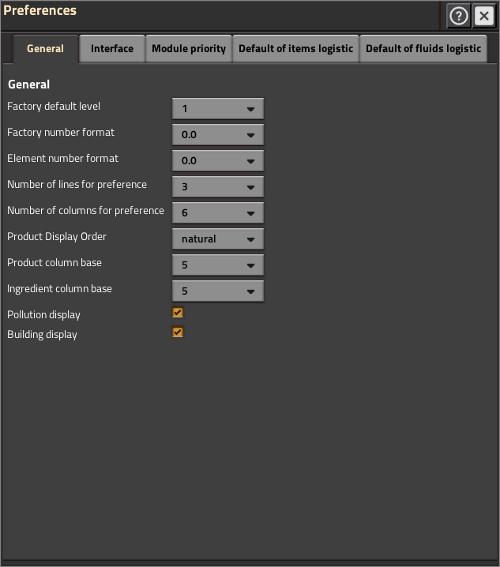 Preferences
General
Interface
Module priority
Default of items logistic
Default of fluids logistic
General
Factory default level
1
Factory number format
0.0
Element number format
0.0
Number of lines for preference
3
Number of columns for preference
6
Product Display Order
natural
Product column base
5
Ingredient column base
5
Pollution display
Building display